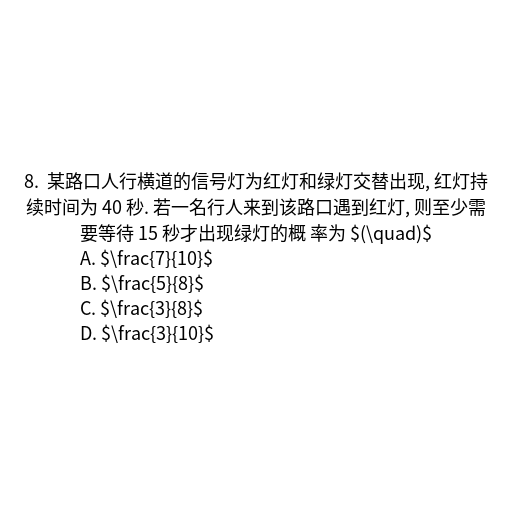 8. 某路口人行横道的信号灯为红灯和绿灯交替出现, 红灯持
续时间为 40 秒. 若一名行人来到该路口遇到红灯, 则至少需
要等待 15 秒才出现绿灯的概 率为 $(\quad)$
A. $\frac{7}{10}$
B. $\frac{5}{8}$
C. $\frac{3}{8}$
D. $\frac{3}{10}$